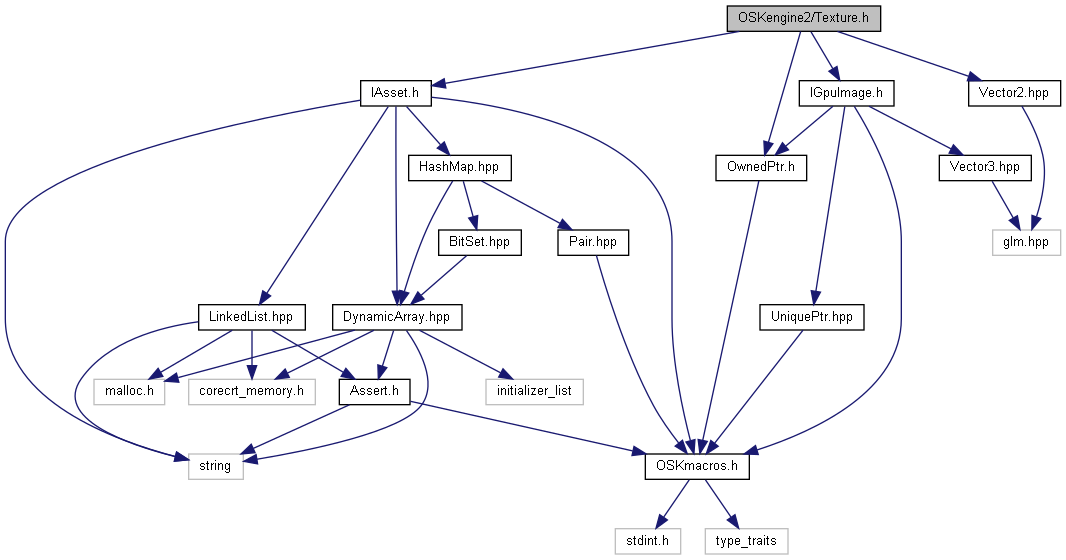 OSKengine2/Texture.h
IAsset.h
IGpuImage.h
Vector2.hpp
HashMap.hpp
OwnedPtr.h
Vector3.hpp
BitSet.hpp
Pair.hpp
glm.hpp
LinkedList.hpp
DynamicArray.hpp
UniquePtr.hpp
malloc.h
corecrt_memory.h
Assert.h
initializer_list
string
OSKmacros.h
stdint.h
type_traits